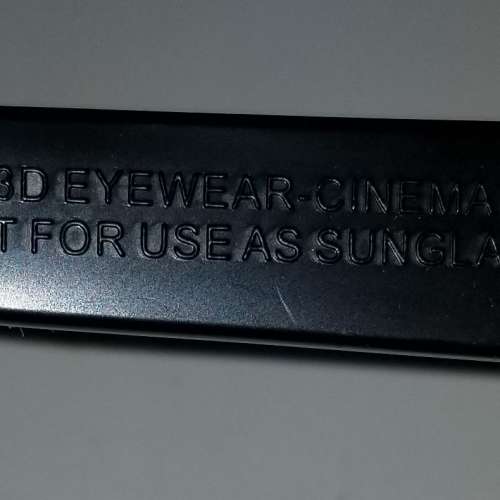 3D EYEWEAR-CINEMA
T FOR USE AS SUNGLA